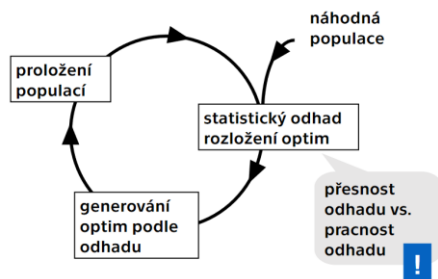 náhodná
populace
proložení
populací
statistický odhad
rozložení optim
generování
optim podle
odhadu
přesnost
odhadu vs.
pracnost
odhadu
!